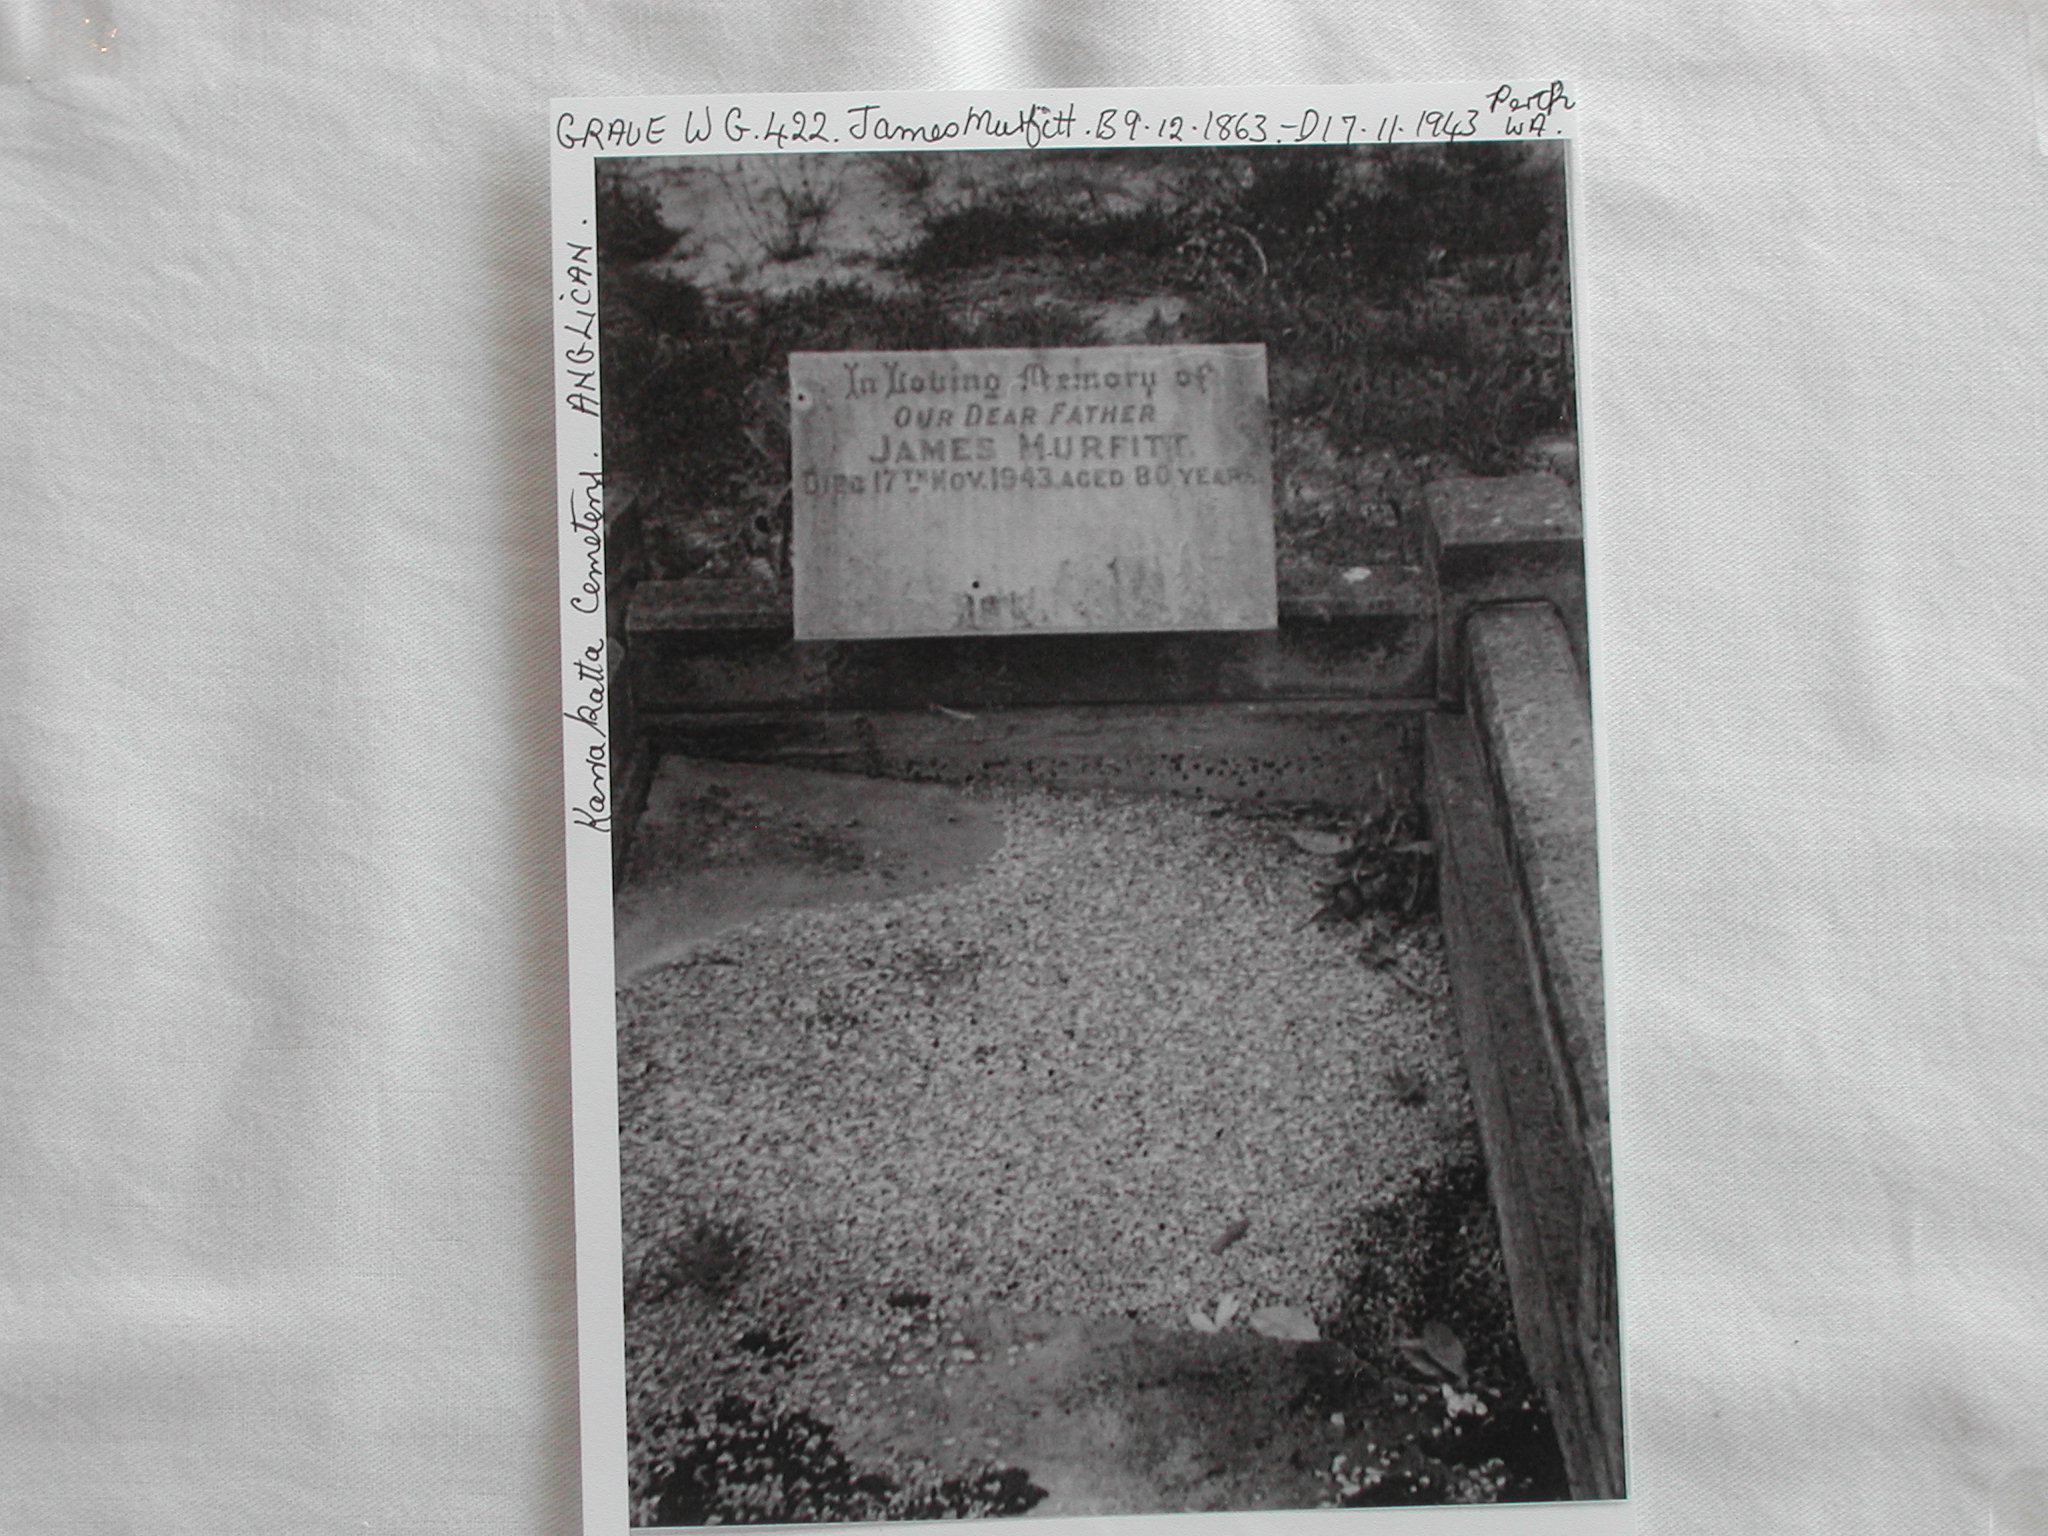 GRAVE W G. 422. James Murfitt. B 9.12.1863.-D 17.11.1943 Perth WA.
Karrakatta Cemetery. ANGLICAN.
In Loving Memory of
OUR DEAR FATHER
JAMES MURFITT.
DIED 17TH NOV. 1943. AGED 80 YEARS.